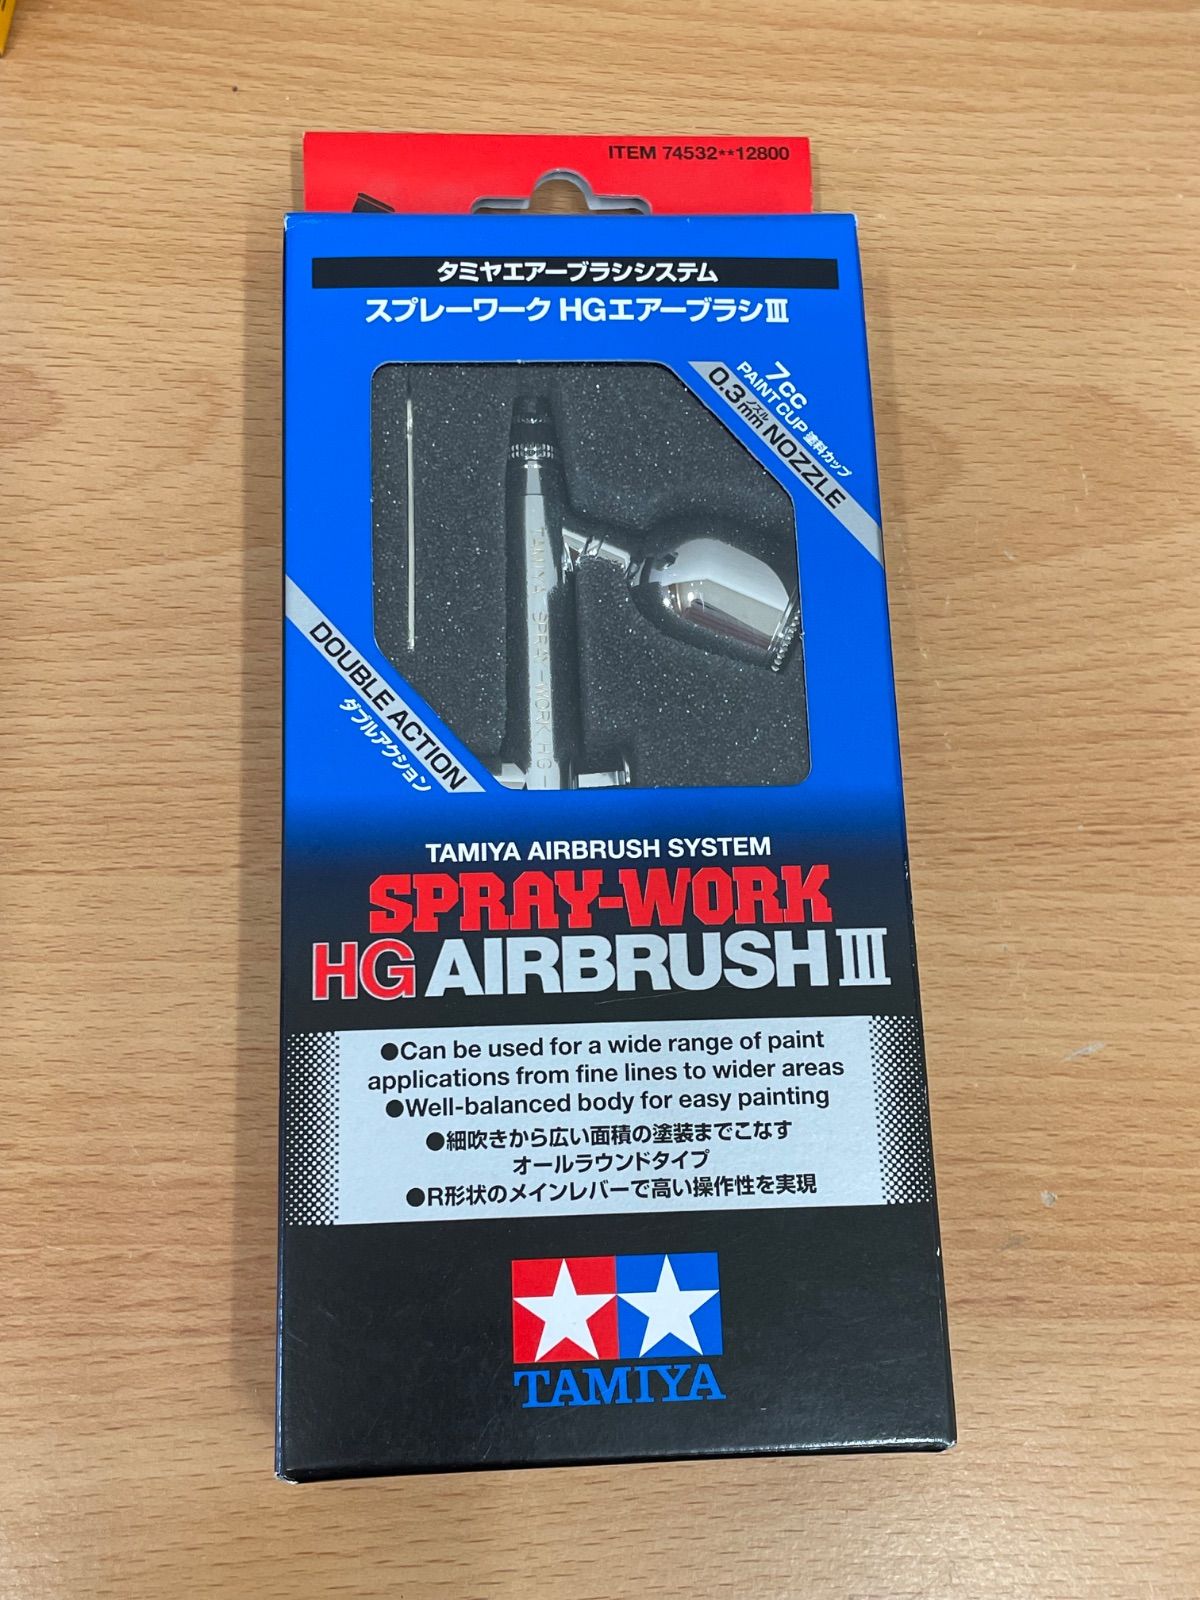 ITEM 74532**12800
タミヤエアーブラシシステム
スプレーワーク HGエアーブラシⅢ
7cc
PAINT CUP 塗料カップ
0.3mm NOZZLE
ノズル
TAMIYA SPRAY-WORK HG-
DOUBLE ACTION
ダブルアクション
TAMIYA AIRBRUSH SYSTEM
SPRAY-WORK
HG AIRBRUSH Ⅲ
●Can be used for a wide range of paint
applications from fine lines to wider areas
●Well-balanced body for easy painting
●細吹きから広い面積の塗装までこなす
オールラウンドタイプ
●R形状のメインレバーで高い操作性を実現
TAMIYA